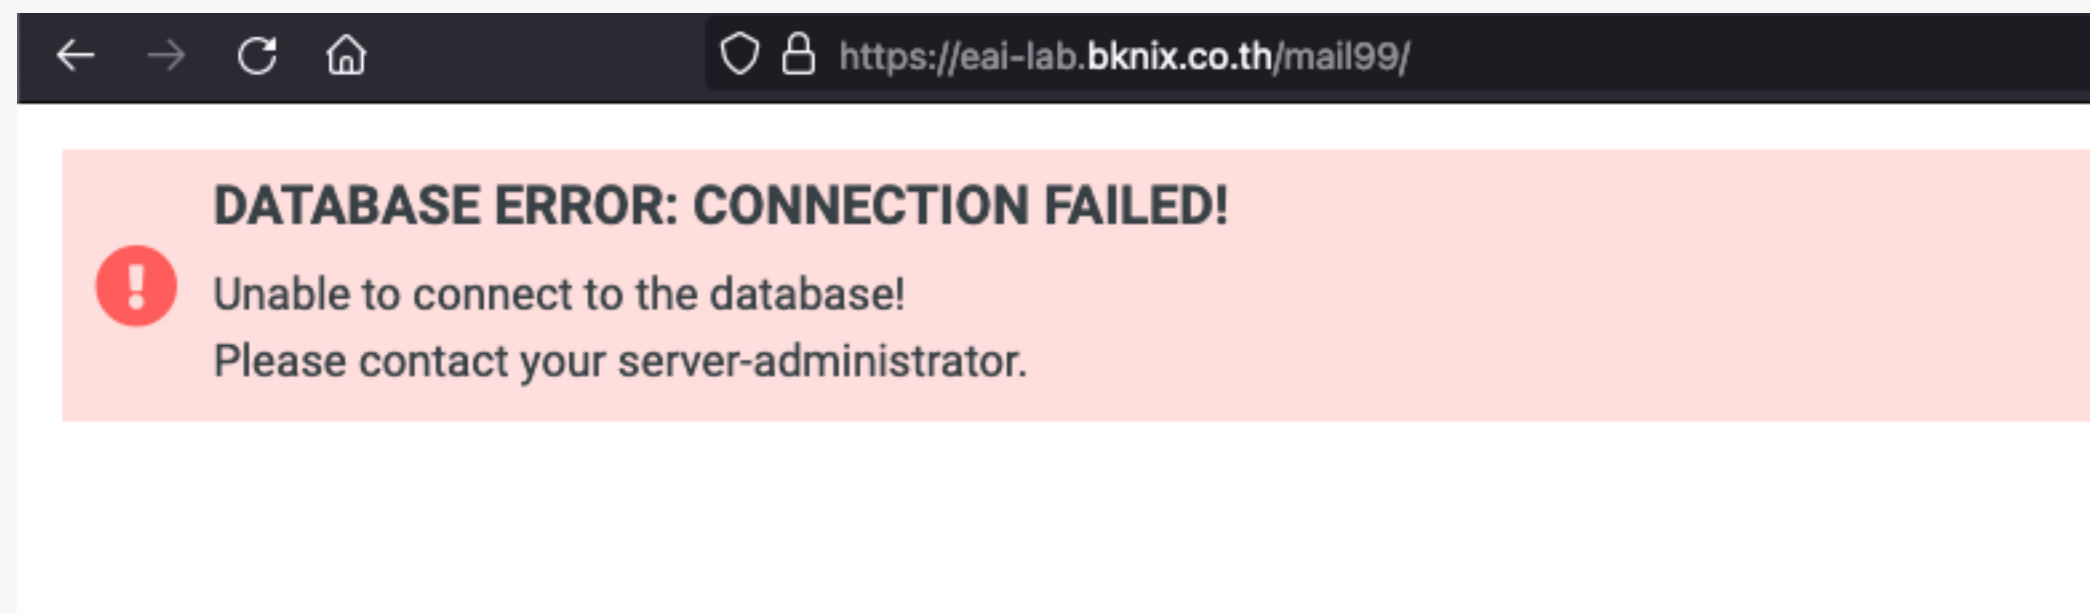 https://eai-lab.bknix.co.th/mail99/
DATABASE ERROR: CONNECTION FAILED!
Unable to connect to the database!
Please contact your server-administrator.